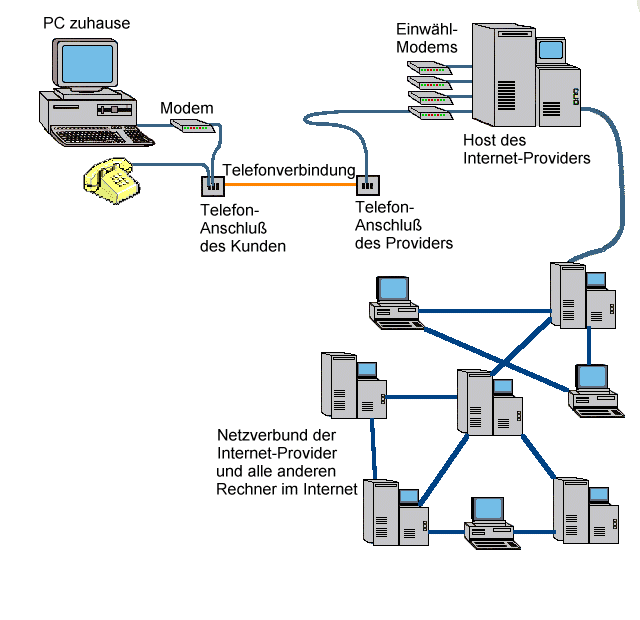 PC zuhause
Einwähl-
Modems
Modem
Host des
Internet-Providers
Telefonverbindung
Telefon-
Anschluß
des Kunden
Telefon-
Anschluß
des Providers
Netzverbund der
Internet-Provider
und alle anderen
Rechner im Internet